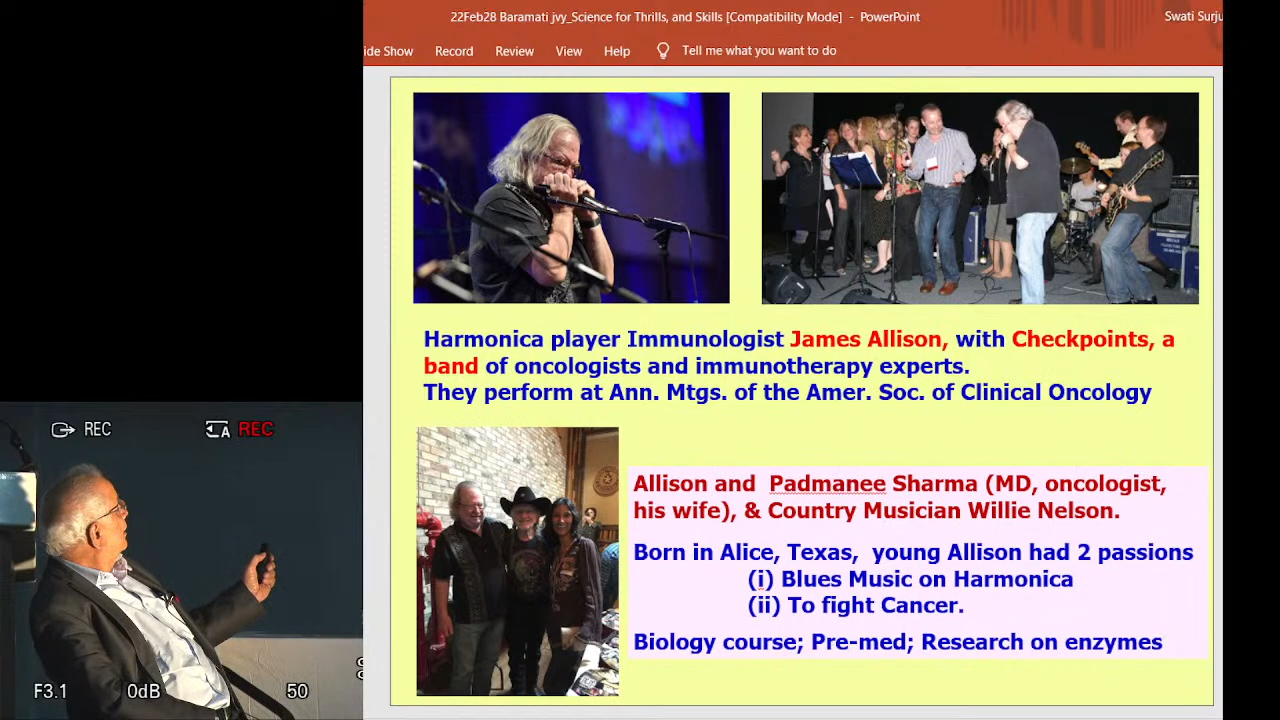 22Feb28 Baramati jvy_Science for Thrills, and Skills [Compatibility Mode] - PowerPoint
Swati Surju
ide Show Record Review View Help Tell me what you want to do
Harmonica player Immunologist James Allison, with Checkpoints, a
band of oncologists and immunotherapy experts.
They perform at Ann. Mtgs. of the Amer. Soc. of Clinical Oncology
REC
A REC
Allison and Padmanee Sharma (MD, oncologist,
his wife), & Country Musician Willie Nelson.
Born in Alice, Texas, young Allison had 2 passions
(i) Blues Music on Harmonica
(ii) To fight Cancer.
Biology course; Pre-med; Research on enzymes
F3.1 0dB 50